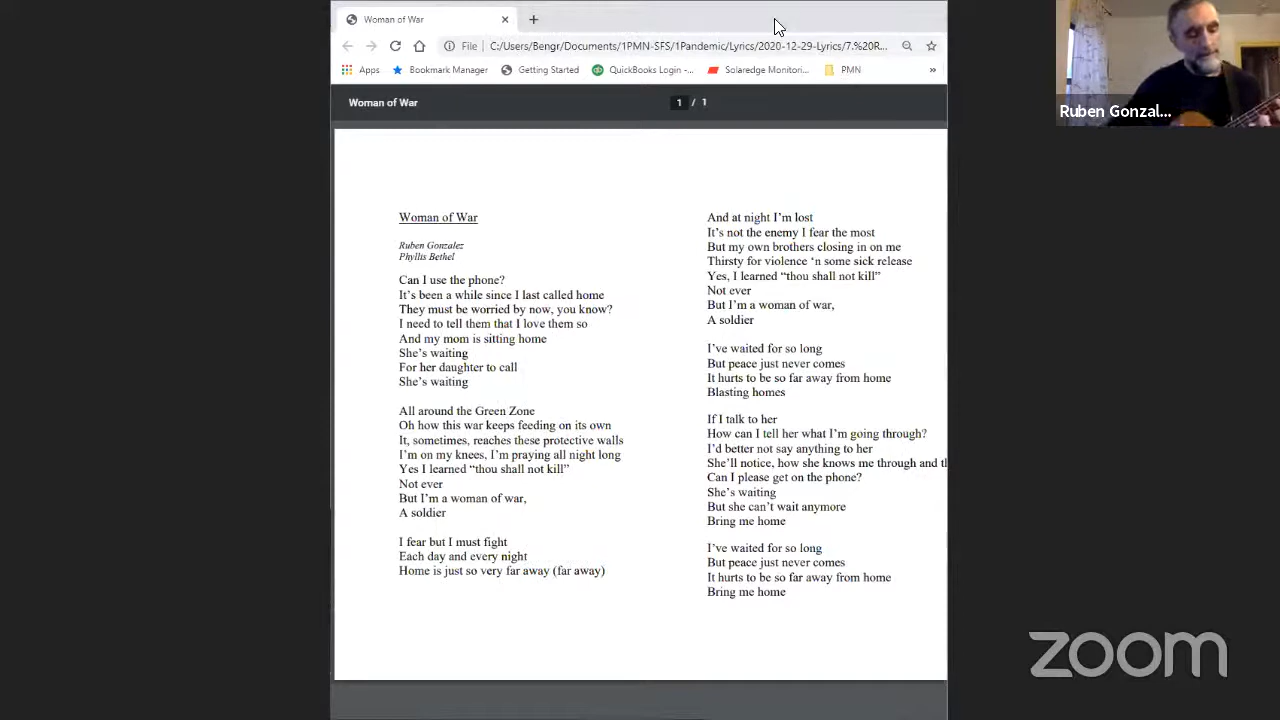 Woman of War
File
C:/Users/Bengr/Documents/1PMN-SFS/1Pandemic/Lyrics/2020-12-29-Lyrics/7.%20R...
Apps
Bookmark Manager
Getting Started
QuickBooks Login -...
Solaredge Monitori...
PMN
»
Woman of War
1 / 1
Woman of War
Ruben Gonzalez
Phyllis Bethel
Can I use the phone?
It's been a while since I last called home
They must be worried by now, you know?
I need to tell them that I love them so
And my mom is sitting home
She's waiting
For her daughter to call
She's waiting
All around the Green Zone
Oh how this war keeps feeding on its own
It, sometimes, reaches these protective walls
I'm on my knees, I'm praying all night long
Yes I learned “thou shall not kill”
Not ever
But I'm a woman of war,
A soldier
I fear but I must fight
Each day and every night
Home is just so very far away (far away)
And at night I'm lost
It's not the enemy I fear the most
But my own brothers closing in on me
Thirsty for violence ‘n some sick release
Yes, I learned “thou shall not kill”
Not ever
But I'm a woman of war,
A soldier
I've waited for so long
But peace just never comes
It hurts to be so far away from home
Blasting homes
If I talk to her
How can I tell her what I'm going through?
I'd better not say anything to her
She'll notice, how she knows me through and
Can I please get on the phone?
She's waiting
But she can't wait anymore
Bring me home
I've waited for so long
But peace just never comes
It hurts to be so far away from home
Bring me home
Ruben Gonzal...
zoom